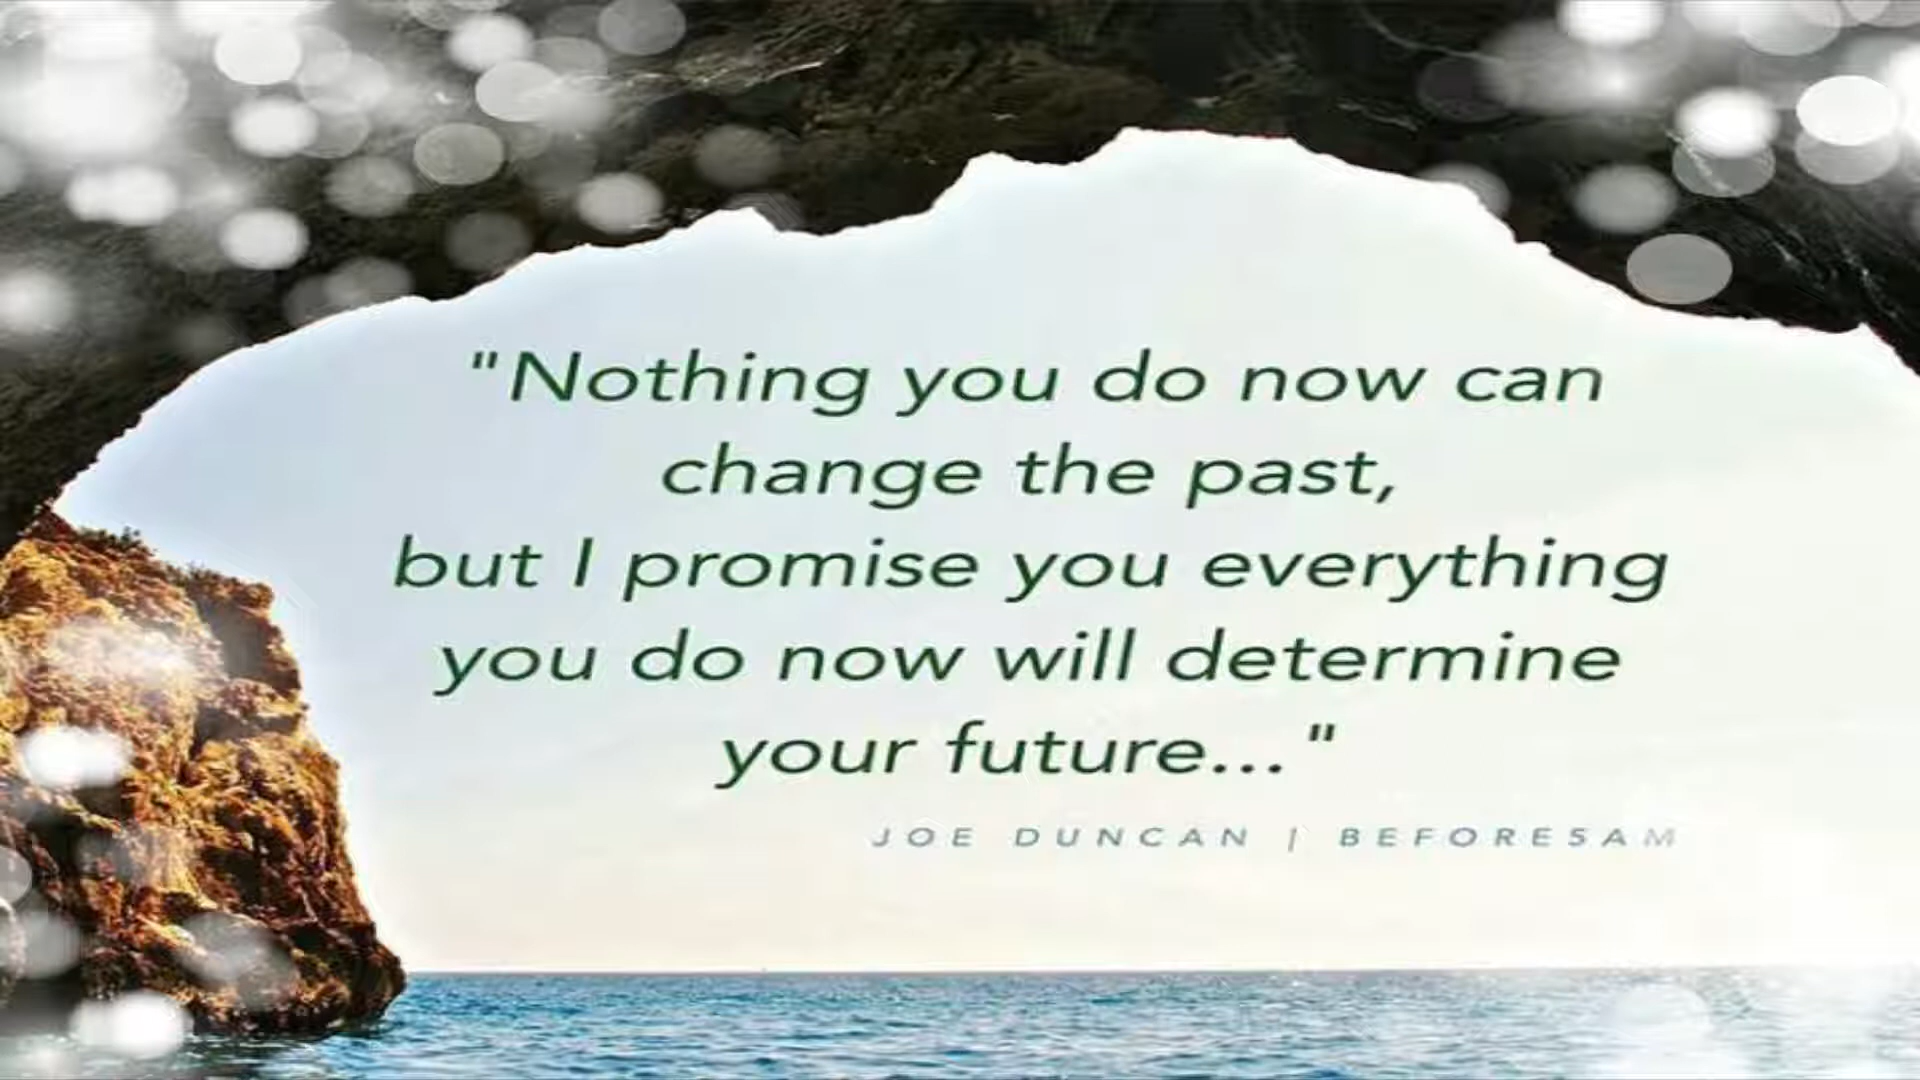 "Nothing you do now can
change the past,
but I promise you everything
you do now will determine
your future..."
JOE DUNCAN | BEFORESAM